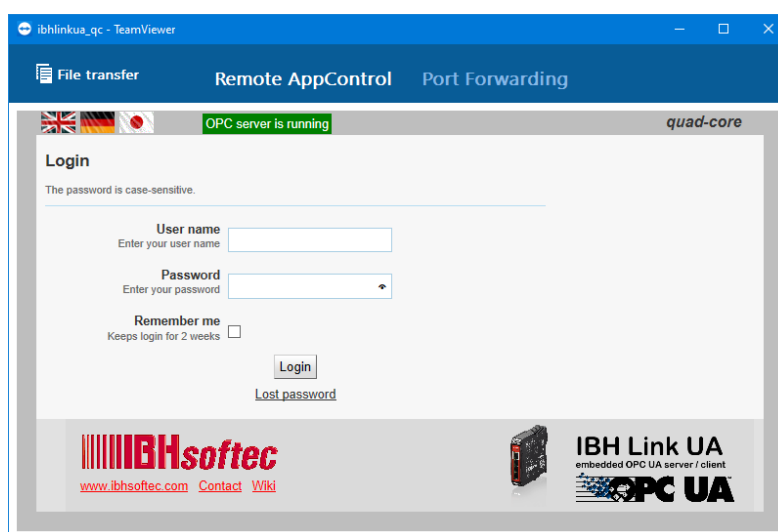 ibhlinkua_qc - TeamViewer
File transfer
Remote AppControl
Port Forwarding
OPC server is running
quad-core
Login
The password is case-sensitive.
User name
Enter your user name
Password
Enter your password
Remember me
Keeps login for 2 weeks
Login
Lost password
IBHsoftec
www.ibhsoftec.com Contact Wiki
IBH Link UA
embedded OPC UA server / client
OPC UA